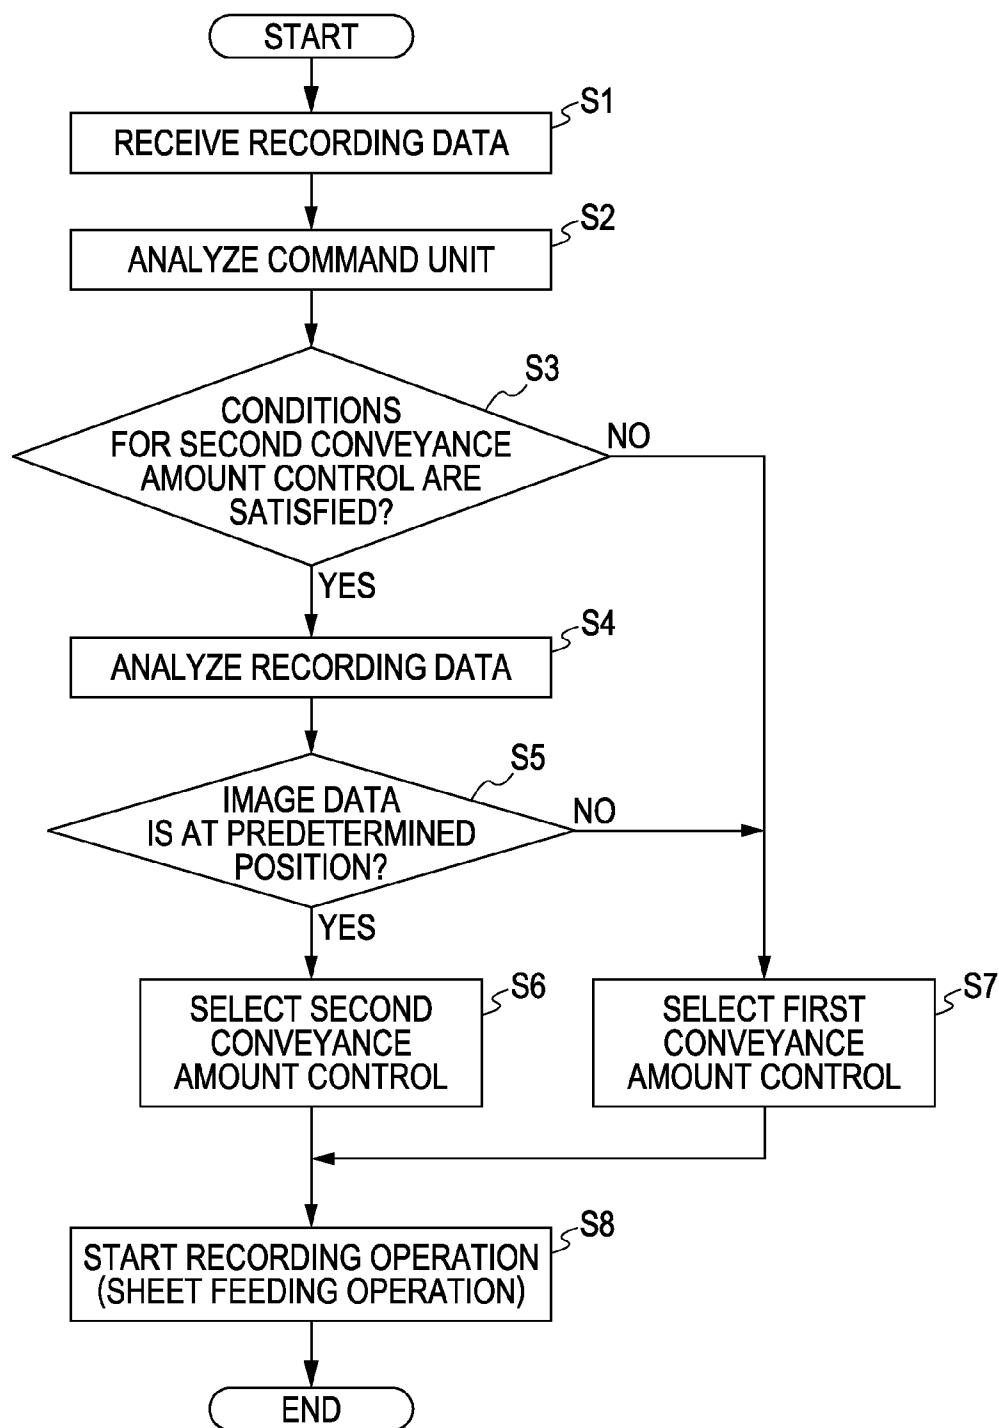 START
S1
RECEIVE RECORDING DATA
S2
ANALYZE COMMAND UNIT
S3
CONDITIONS
FOR SECOND CONVEYANCE
AMOUNT CONTROL ARE
SATISFIED?
NO
YES
S4
ANALYZE RECORDING DATA
S5
IMAGE DATA
IS AT PREDETERMINED
POSITION?
NO
YES
S6
SELECT SECOND
CONVEYANCE
AMOUNT CONTROL
S7
SELECT FIRST
CONVEYANCE
AMOUNT CONTROL
S8
START RECORDING OPERATION
(SHEET FEEDING OPERATION)
END